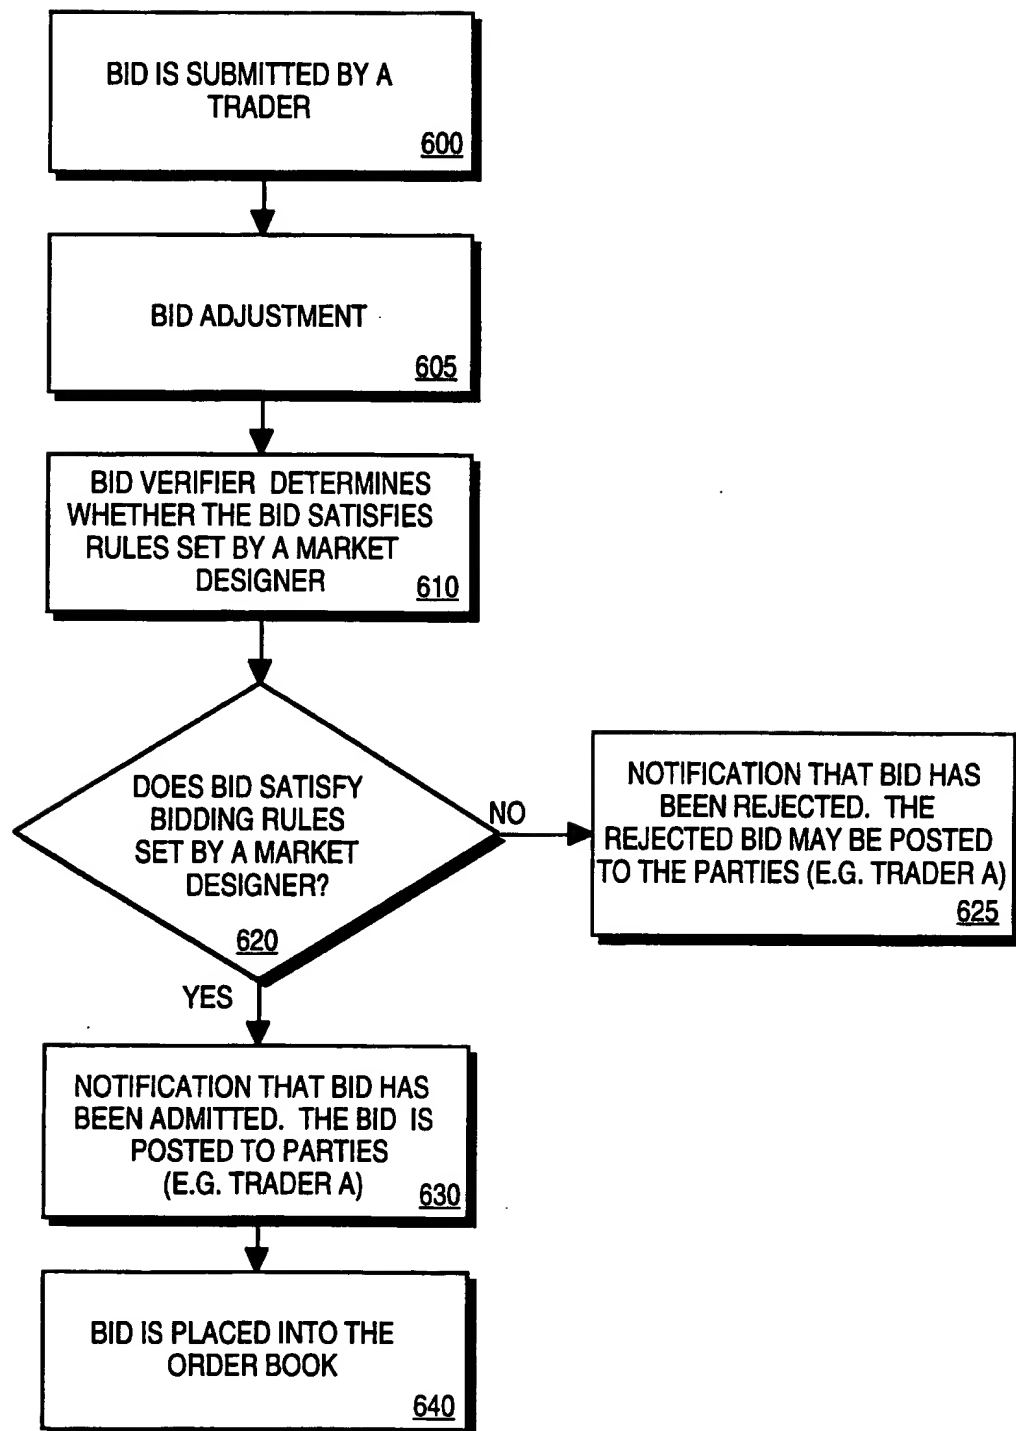 BID IS SUBMITTED BY A
TRADER
600
BID ADJUSTMENT
605
BID VERIFIER DETERMINES
WHETHER THE BID SATISFIES
RULES SET BY A MARKET
DESIGNER
610
DOES BID SATISFY
BIDDING RULES
SET BY A MARKET
DESIGNER?
620
NO
NOTIFICATION THAT BID HAS
BEEN REJECTED. THE
REJECTED BID MAY BE POSTED
TO THE PARTIES (E.G. TRADER A)
625
YES
NOTIFICATION THAT BID HAS
BEEN ADMITTED. THE BID IS
POSTED TO PARTIES
(E.G. TRADER A)
630
BID IS PLACED INTO THE
ORDER BOOK
640